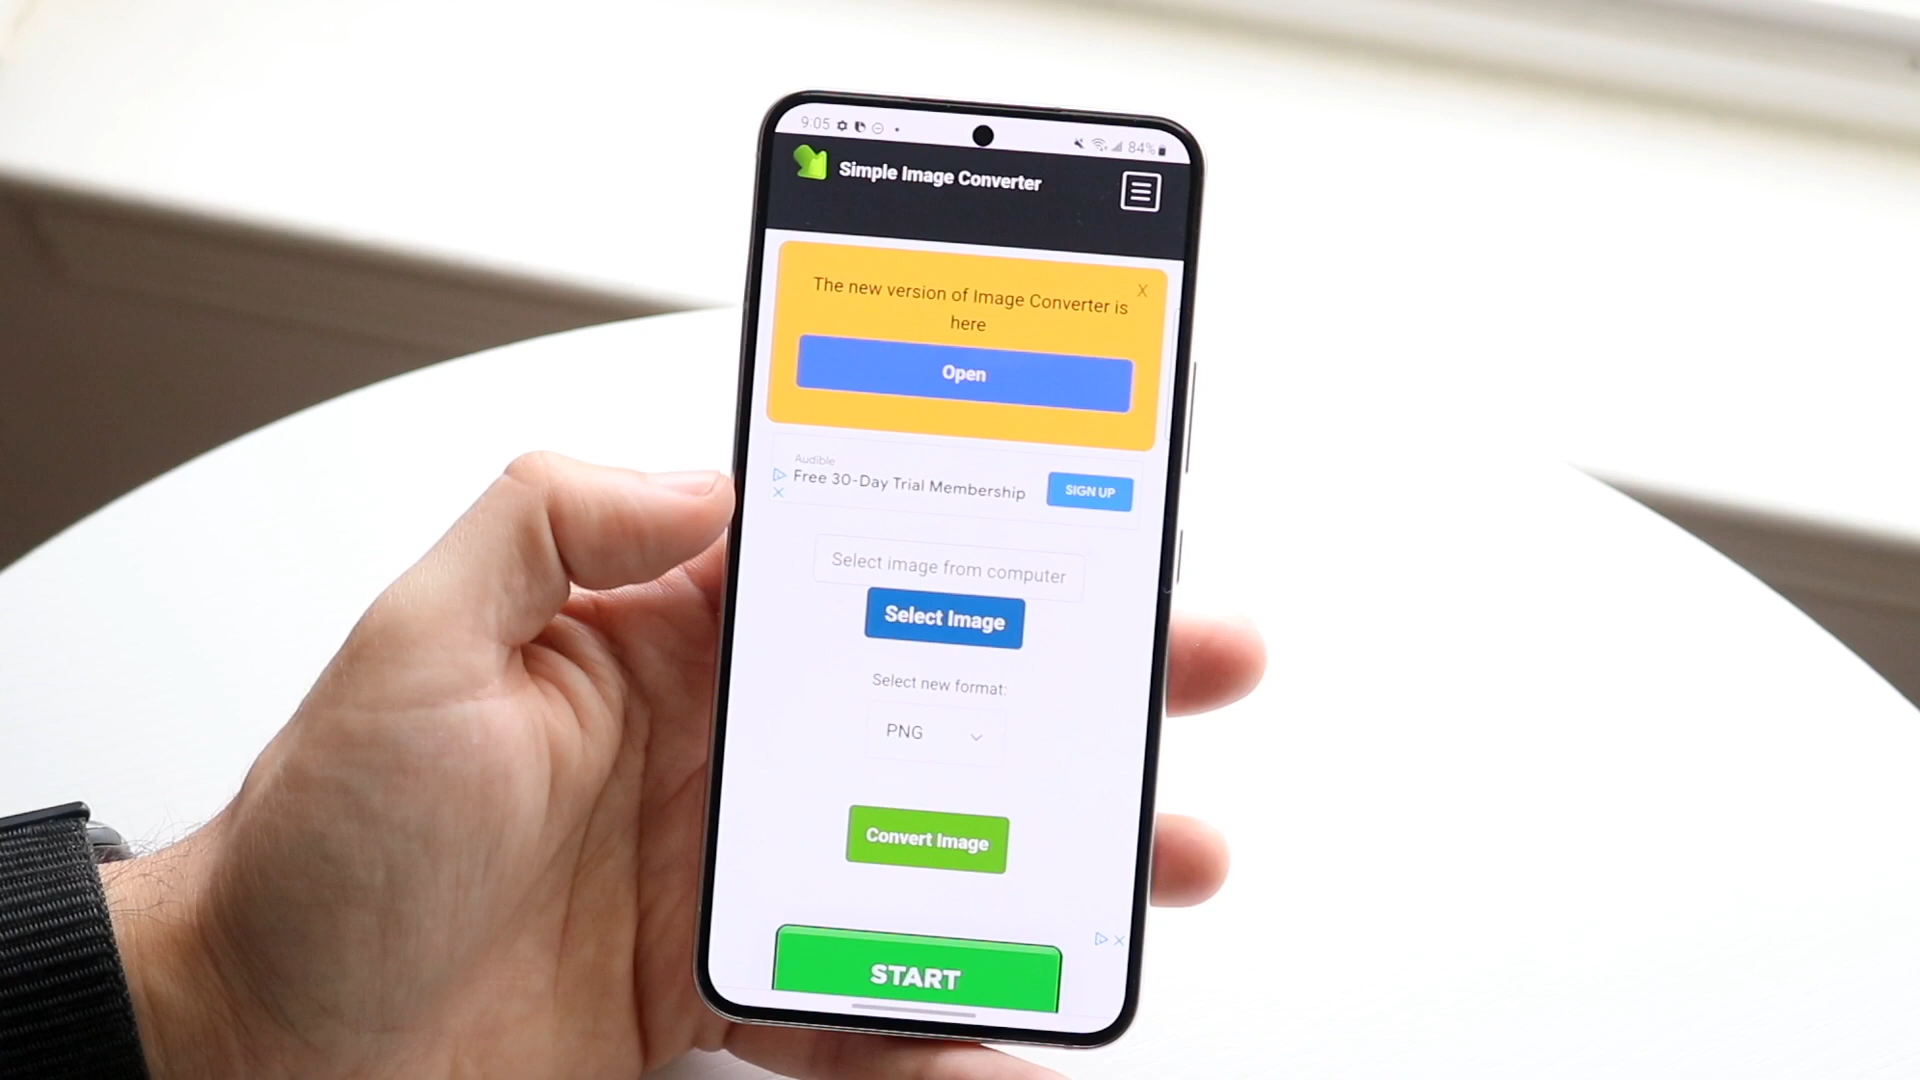 9:05
84%
Simple Image Converter
The new version of Image Converter is
here
X
Open
Audible
Free 30-Day Trial Membership
SIGN UP
Select image from computer
Select Image
Select new format:
PNG
Convert Image
START